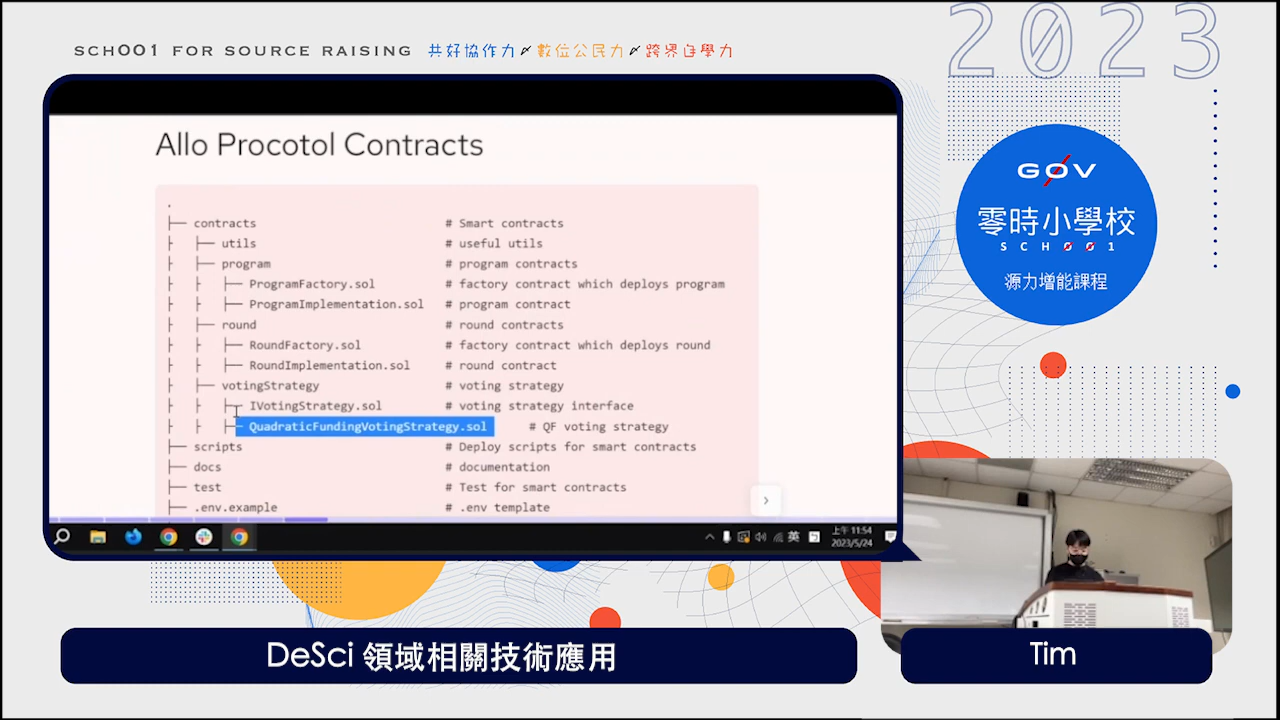 SCHOO1 FOR SOURCE RAISING 共好協作力〆數位公民力〆跨界自學力
2023
Allo Procotol Contracts
.
├── contracts # Smart contracts
├ ├── utils # useful utils
├ ├── program # program contracts
├ ├ ├── ProgramFactory.sol # factory contract which deploys program
├ ├ ├── ProgramImplementation.sol # program contract
├ ├── round # round contracts
├ ├ ├── RoundFactory.sol # factory contract which deploys round
├ ├ ├── RoundImplementation.sol # round contract
├ ├── votingStrategy # voting strategy
├ ├ ├── IVotingStrategy.sol # voting strategy interface
├ ├ ├── QuadraticFundingVotingStrategy.sol # QF voting strategy
├── scripts # Deploy scripts for smart contracts
├── docs # documentation
├── test # Test for smart contracts
├── .env.example # .env template
英
上午 11:54
2023/5/24
GOV
零時小學校
SCHOO1
源力增能課程
DeSci 領域相關技術應用
Tim